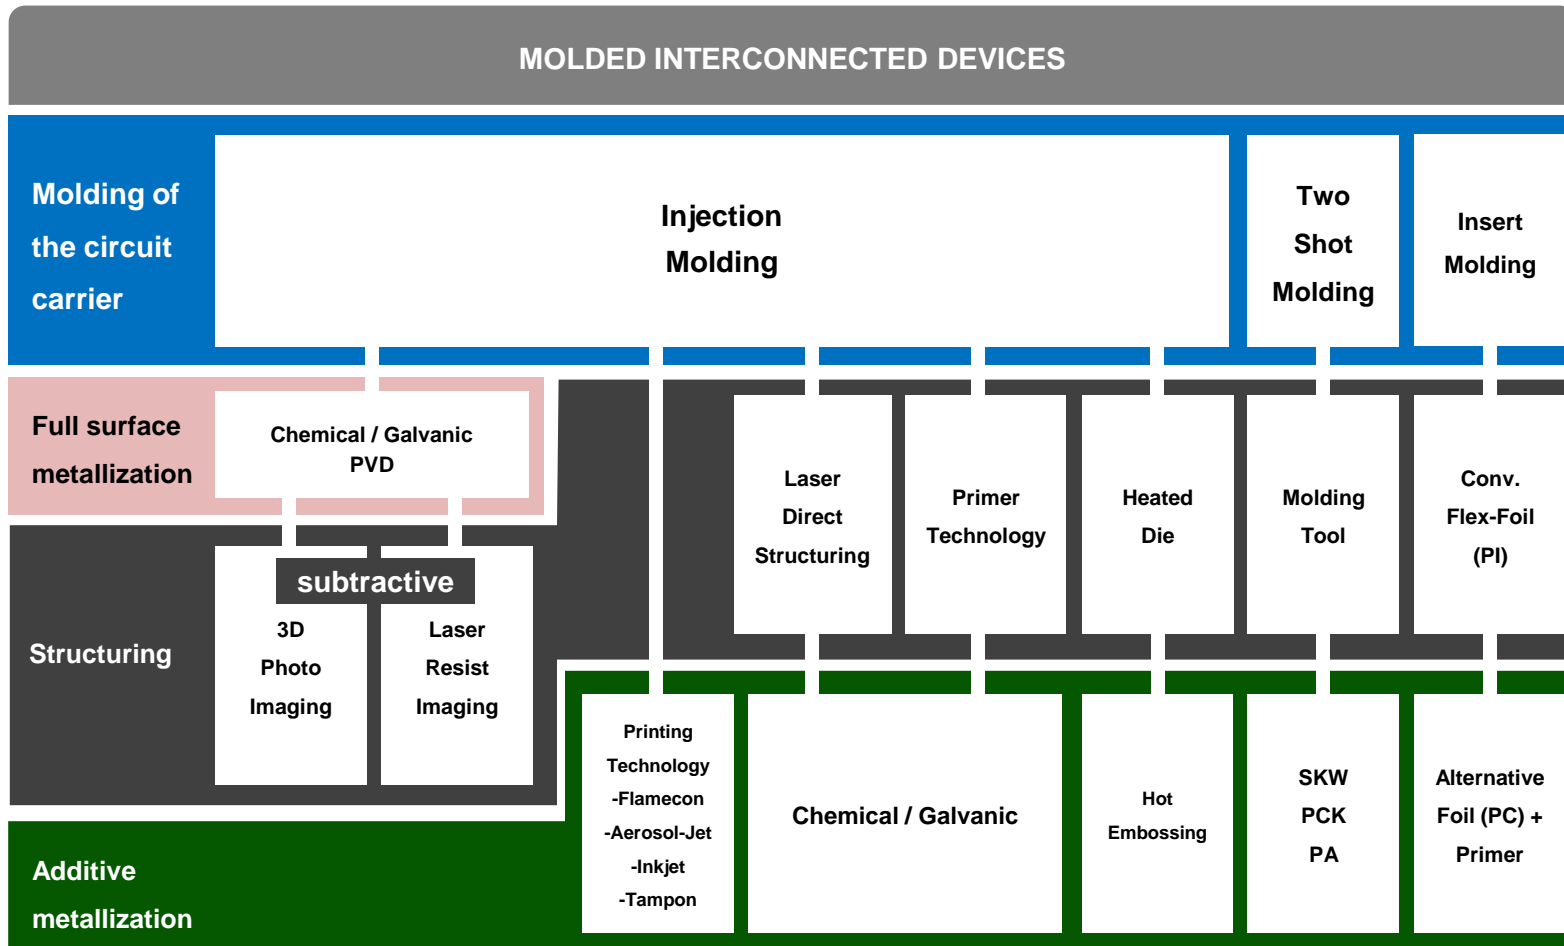 MOLDED INTERCONNECTED DEVICES
Molding of
the circuit
carrier
Injection
Molding
Two
Shot
Molding
Insert
Molding
Full surface
metallization
Chemical / Galvanic
PVD
Structuring
subtractive
3D
Photo
Imaging
Laser
Resist
Imaging
Laser
Direct
Structuring
Primer
Technology
Heated
Die
Molding
Tool
Conv.
Flex-Foil
(PI)
Additive
metallization
Printing
Technology
-Flamecon
-Aerosol-Jet
-Inkjet
-Tampon
Chemical / Galvanic
Hot
Embossing
SKW
PCK
PA
Alternative
Foil (PC) +
Primer